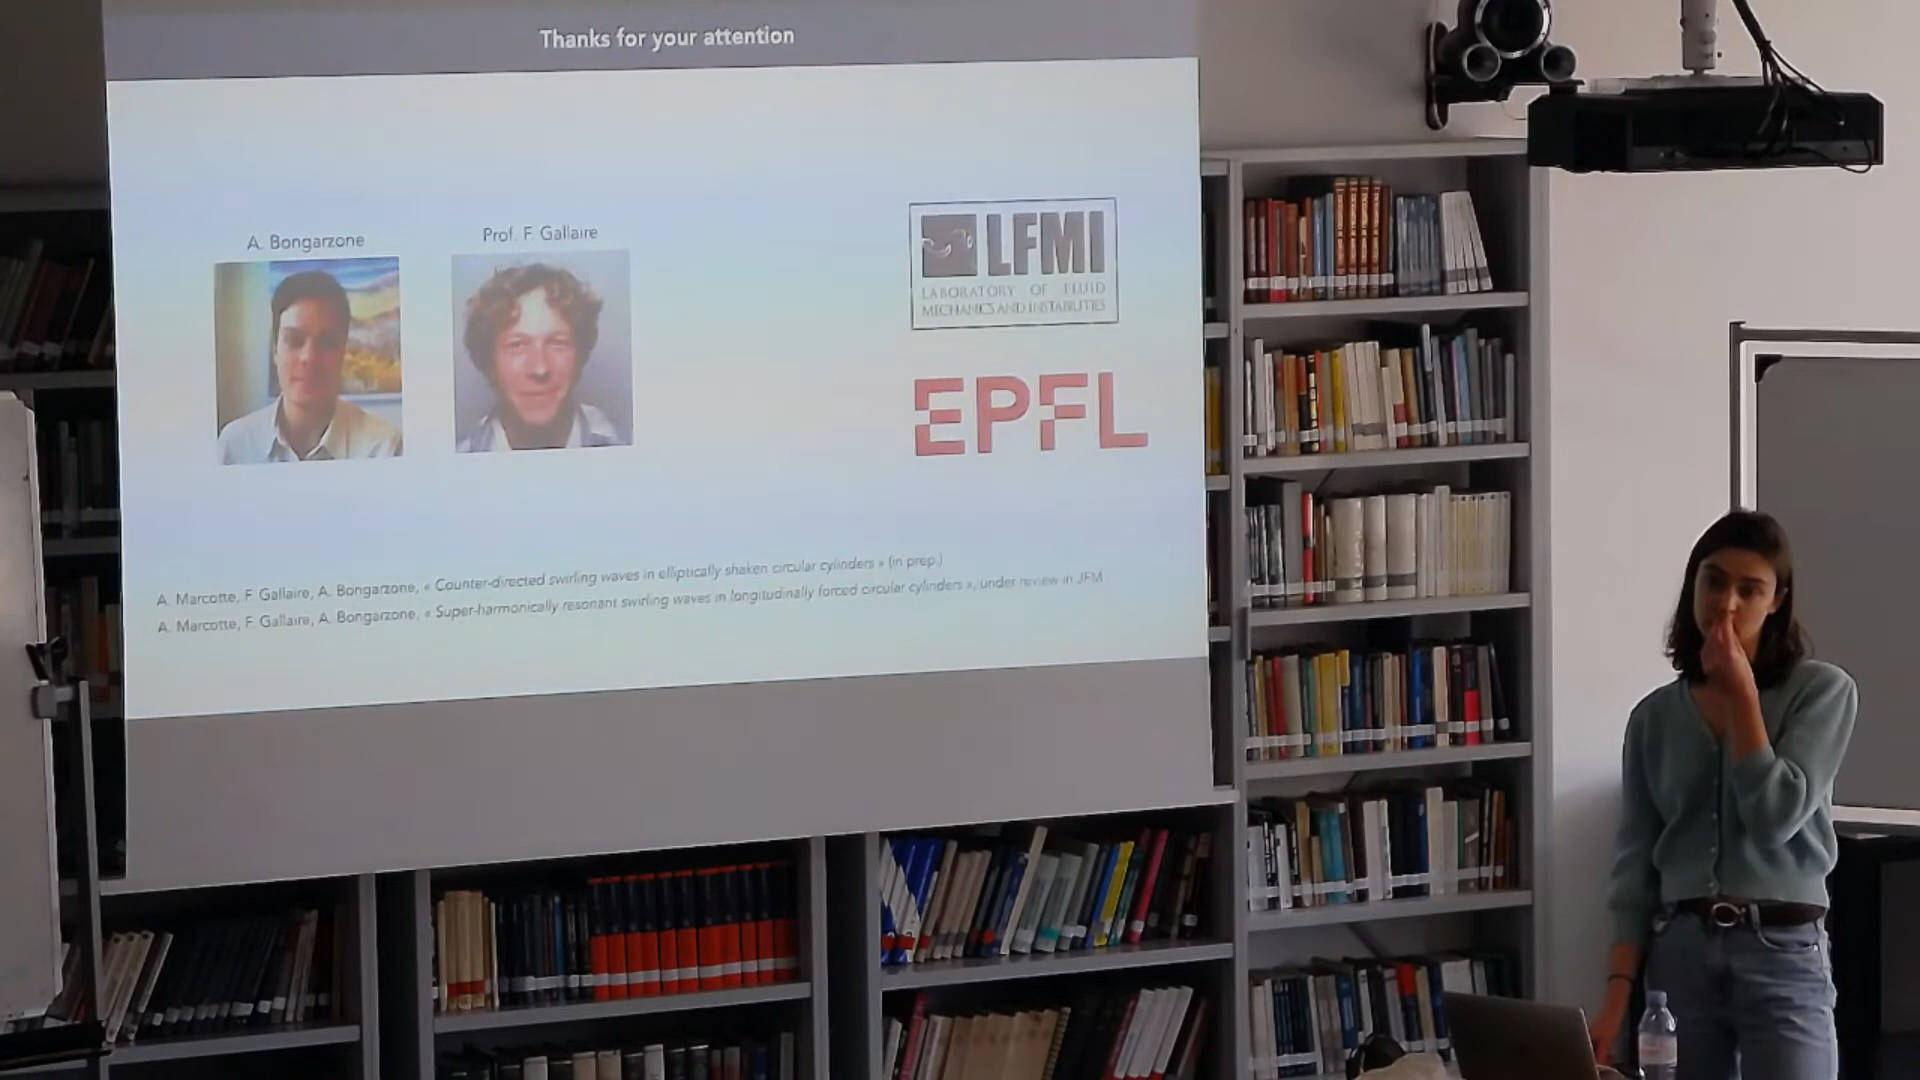 Thanks for your attention
A. Bongarzone
Prof. F. Gallaire
LFMI
LABORATORY OF FLUID
MECHANICS AND INSTABILITIES
EPFL
A. Marcotte, F. Gallaire, A. Bongarzone, « Counter-directed swirling waves in elliptically shaken circular cylinders » (in prep.)
A. Marcotte, F. Gallaire, A. Bongarzone, « Super-harmonically resonant swirling waves in longitudinally forced circular cylinders », under review in JFM